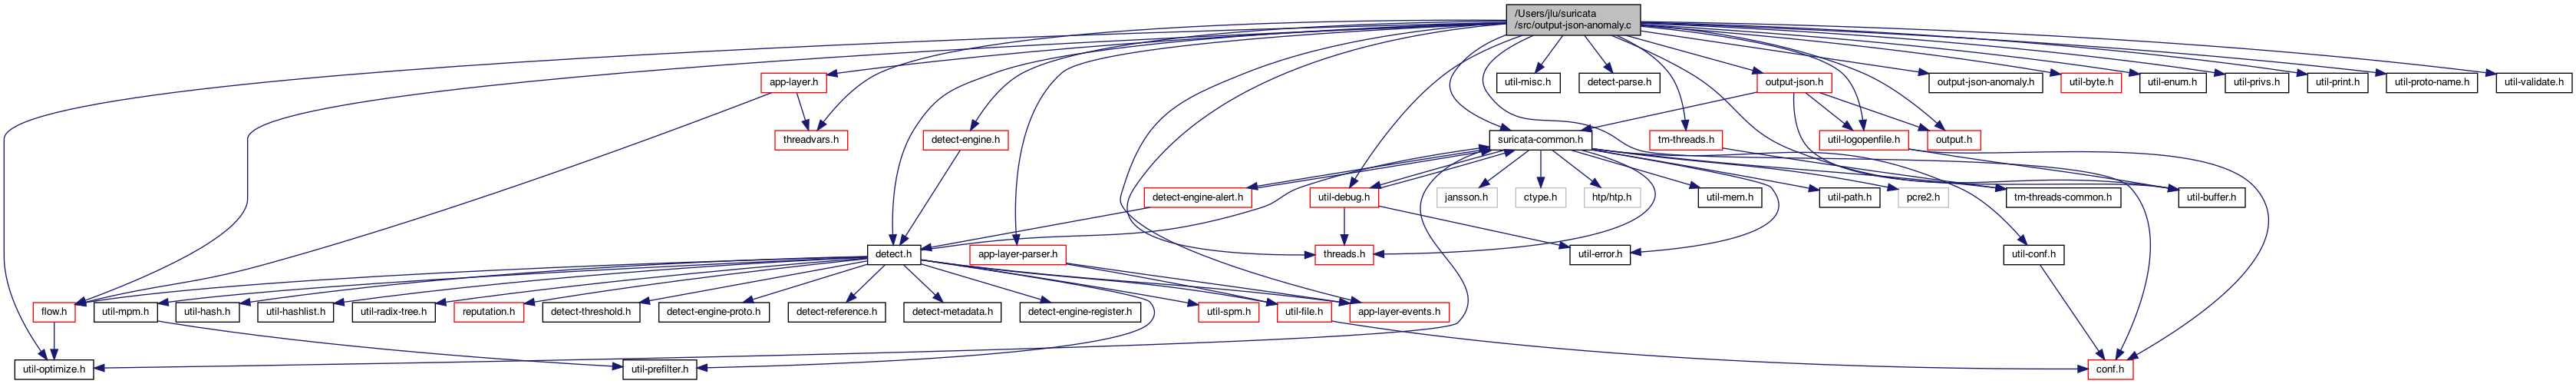 /Users/jlu/suricata
/src/output-json-anomaly.c
app-layer.h
util-misc.h
detect-parse.h
output-json.h
output-json-anomaly.h
util-byte.h
util-enum.h
util-privs.h
util-print.h
util-proto-name.h
util-validate.h
threadvars.h
detect-engine.h
suricata-common.h
tm-threads.h
util-logopenfile.h
output.h
detect-engine-alert.h
util-debug.h
jansson.h
ctype.h
htp/htp.h
util-mem.h
util-path.h
pcre2.h
tm-threads-common.h
util-buffer.h
detect.h
app-layer-parser.h
threads.h
util-error.h
util-conf.h
flow.h
util-mpm.h
util-hash.h
util-hashlist.h
util-radix-tree.h
reputation.h
detect-threshold.h
detect-engine-proto.h
detect-reference.h
detect-metadata.h
detect-engine-register.h
util-spm.h
util-file.h
app-layer-events.h
util-optimize.h
util-prefilter.h
conf.h